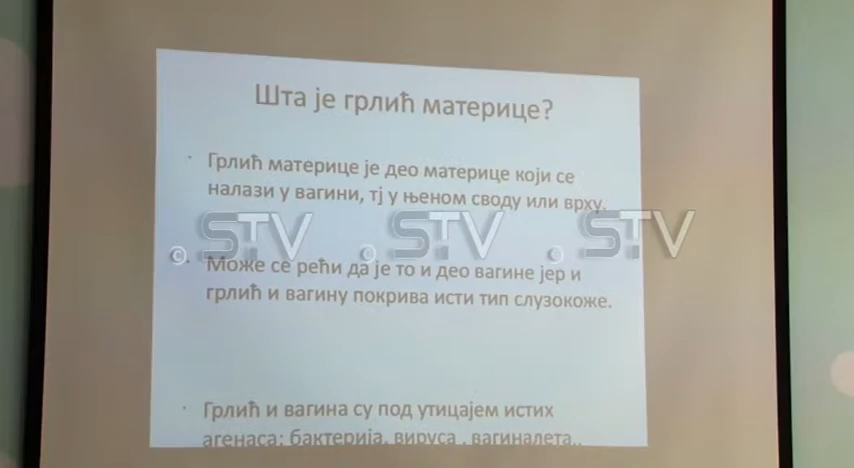 Шта је грлић материце?
Грлић материце је део материце који се
налази у вагини, тј у њеном своду или врху.
© STV © STV © STV
Може се рећи да је то и део вагине јер и
грлић и вагину покрива исти тип слузокоже.
Грлић и вагина су под утицајем истих
агенаса: бактерија, вируса , вагиналета..